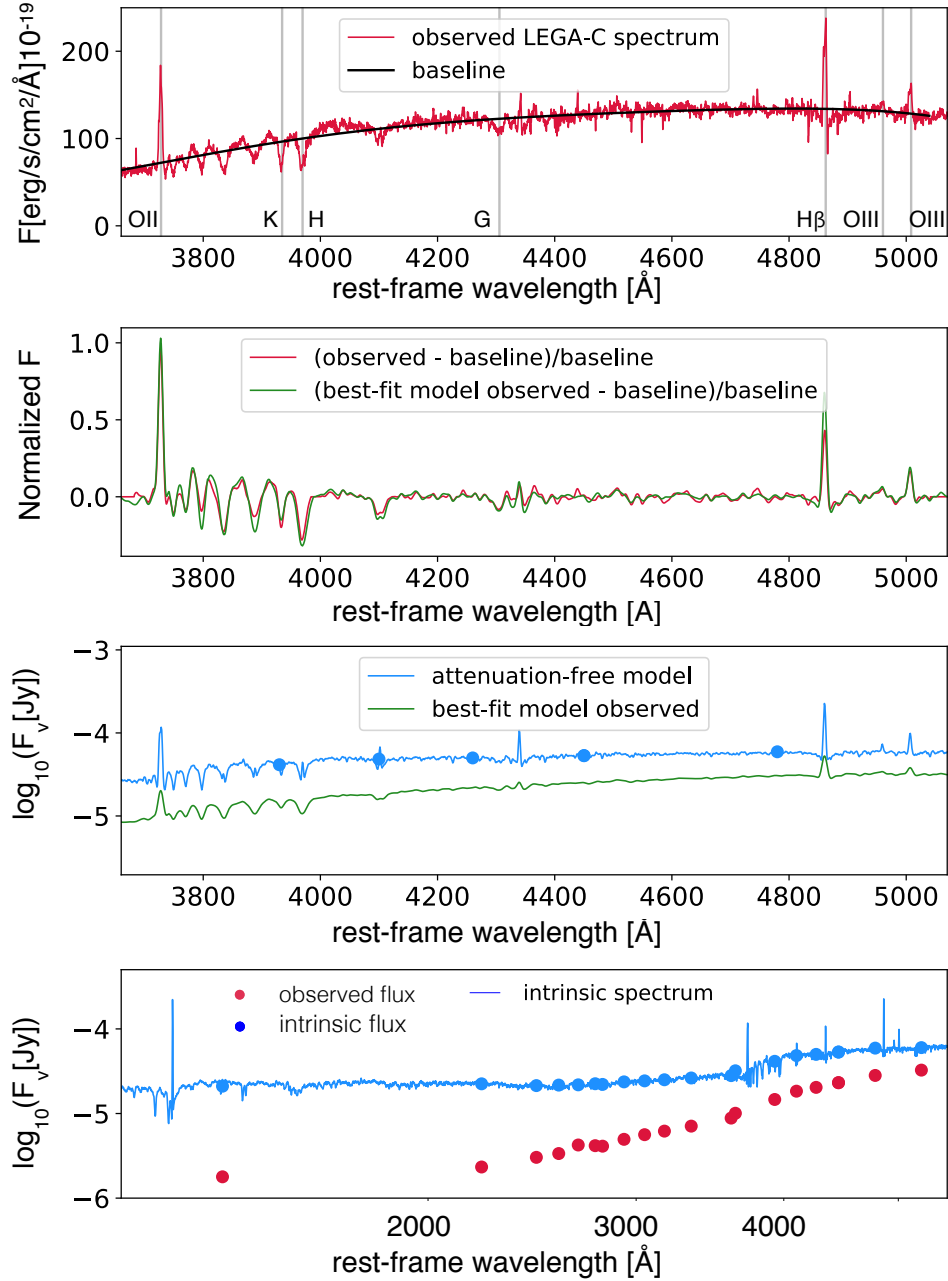 F[erg/s/cm²/Å]10⁻¹⁹
200
100
0
observed LEGA-C spectrum
baseline
OII K H G Hβ OIII OIII
3800 4000 4200 4400 4600 4800 5000
rest-frame wavelength [Å]
Normalized F
1.0
0.5
0.0
(observed - baseline)/baseline
(best-fit model observed - baseline)/baseline
3800 4000 4200 4400 4600 4800 5000
rest-frame wavelength [A]
log₁₀(F_v[Jy])
−3
−4
−5
attenuation-free model
best-fit model observed
3800 4000 4200 4400 4600 4800 5000
rest-frame wavelength [Å]
log₁₀(F_v[Jy])
−4
−5
−6
observed flux
intrinsic flux
intrinsic spectrum
2000 3000 4000
rest-frame wavelength [Å]